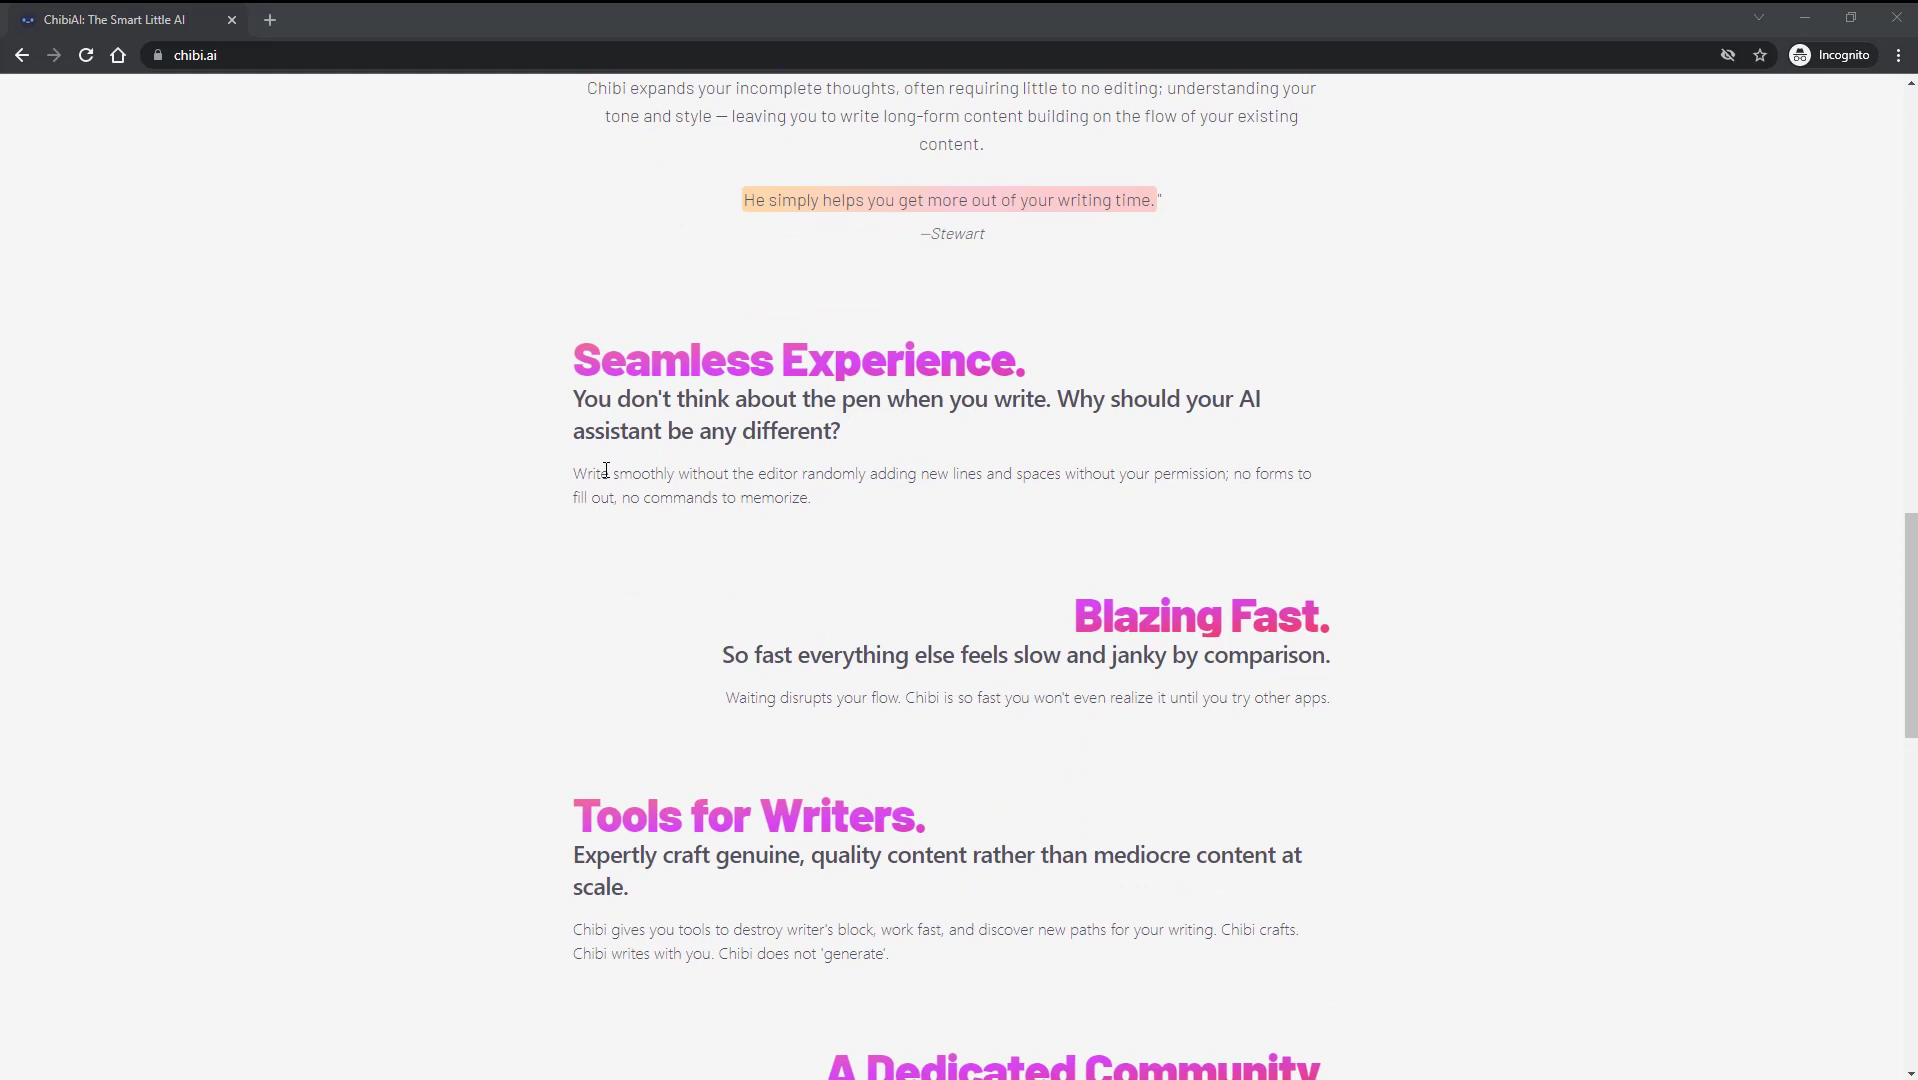 ChibiAI: The Smart Little AI
chibi.ai
Incognito
Chibi expands your incomplete thoughts, often requiring little to no editing; understanding your
tone and style — leaving you to write long-form content building on the flow of your existing
content.
He simply helps you get more out of your writing time."
—Stewart
Seamless Experience.
You don't think about the pen when you write. Why should your AI
assistant be any different?
Write smoothly without the editor randomly adding new lines and spaces without your permission; no forms to
fill out, no commands to memorize.
Blazing Fast.
So fast everything else feels slow and janky by comparison.
Waiting disrupts your flow. Chibi is so fast you won't even realize it until you try other apps.
Tools for Writers.
Expertly craft genuine, quality content rather than mediocre content at
scale.
Chibi gives you tools to destroy writer's block, work fast, and discover new paths for your writing. Chibi crafts.
Chibi writes with you. Chibi does not 'generate'.
A Dedicated Community